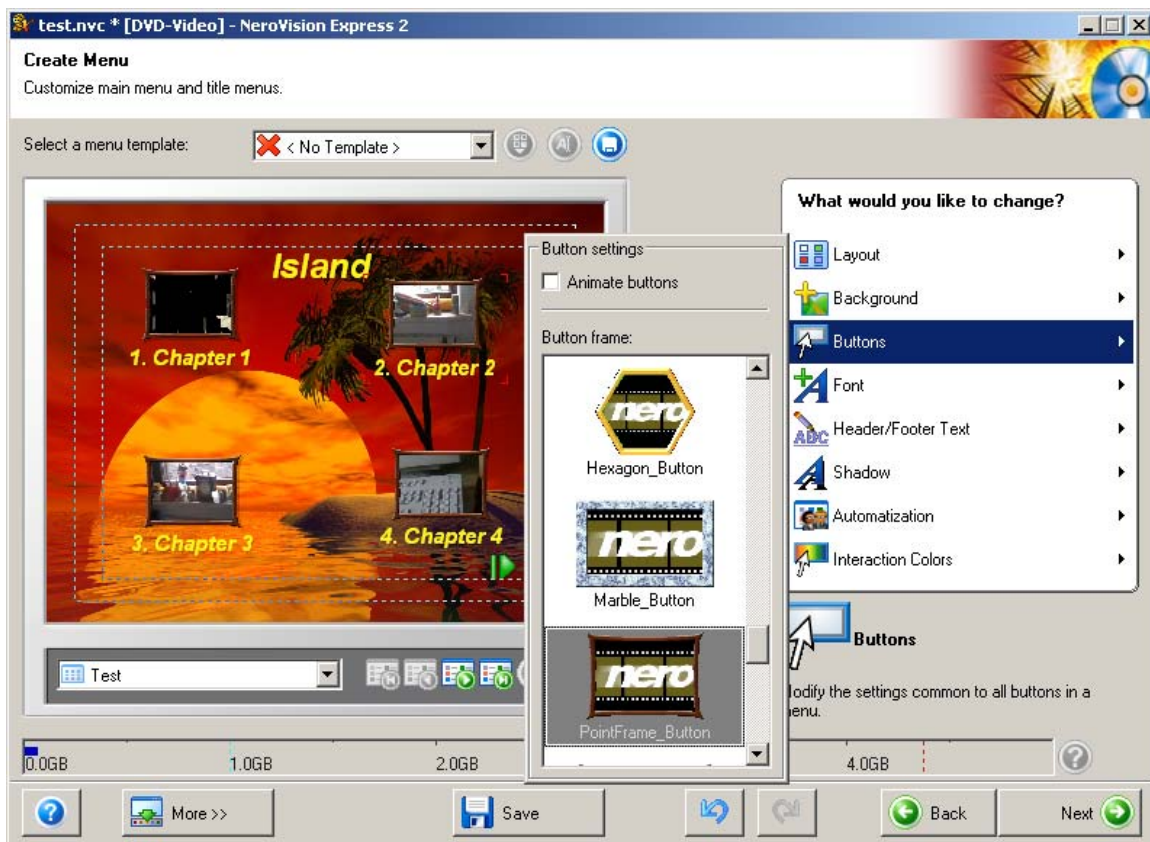 test.nvc * [DVD-Video] - NeroVision Express 2
Create Menu
Customize main menu and title menus.
Select a menu template:
< No Template >
What would you like to change?
Layout
Background
Buttons
Font
ABC
Header/Footer Text
Shadow
Automatization
Interaction Colors
Island
1. Chapter 1
2. Chapter 2
3. Chapter 3
4. Chapter 4
Button settings
Animate buttons
Button frame:
nero
Hexagon_Button
nero
Marble_Button
nero
PointFrame_Button
Buttons
Modify the settings common to all buttons in a
menu.
Test
0.0GB
1.0GB
2.0GB
4.0GB
More >>
Save
Back
Next